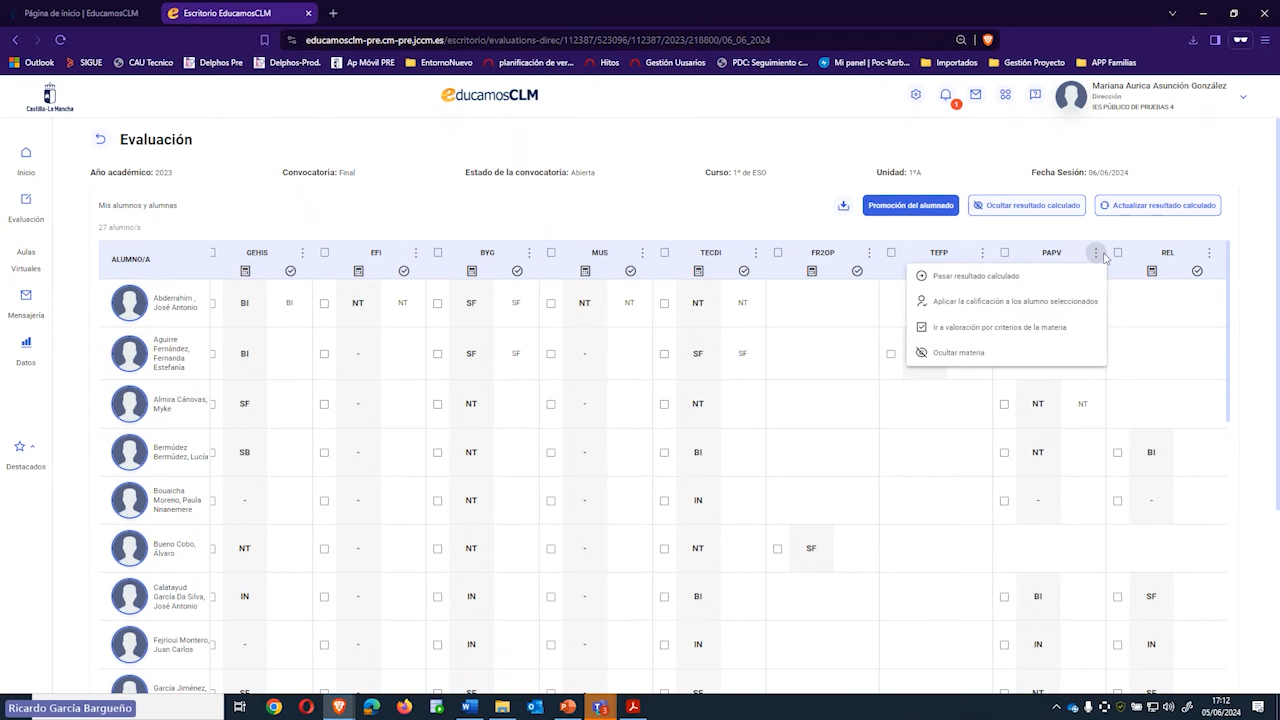 Página de inicio | EducamosCLM
Escritorio EducamosCLM
educamosclm-pre.cm-pre.jccm.es/escritorio/evaluations-direc/112387/523096/112387/2023/218800/06_06_2024
Outlook SIGUE CAU Tecnico Delphos Pre Delphos-Prod. Ap Móvil PRE EntornoNuevo planificación de ver... Hitos Gestión Usuarios PDC: Seguimiento c... Mi panel | Poc-Kerb... Importados Gestión Proyecto APP Familias
Castilla-La Mancha
educamosCLM
1
Mariana Aurica Asunción González
Dirección
IES PÚBLICO DE PRUEBAS 4
Inicio
Evaluación
Aulas
Virtuales
Mensajería
Datos
Destacados
Evaluación
Año académico: 2023 Convocatoria: Final Estado de la convocatoria: Abierta Curso: 1º de ESO Unidad: 1ºA Fecha Sesión: 06/06/2024
Mis alumnos y alumnas
Promoción del alumnado Ocultar resultado calculado Actualizar resultado calculado
27 alumno/s
ALUMNO/A GEHIS EFI BYG MUS TECDI FR2OP TEFP PAPV REL
Pasar resultado calculado
Aplicar la calificación a los alumno seleccionados
Ir a valoración por criterios de la materia
Ocultar materia
Abderrahim ,
José Antonio
BI BI NT NT SF SF NT NT NT NT
Aguirre
Fernández,
Fernanda
Estefanía
BI - SF SF - SF SF
Almira Cánovas,
Myke
SF - NT - NT NT NT
Bermúdez
Bermúdez, Lucía
SB - NT - BI NT BI
Bouaicha
Moreno, Paula
Nnanemere
- - NT - IN - -
Bueno Cobo,
Álvaro
NT - NT - NT SF
Calatayud
García Da Silva,
José Antonio
IN - IN - BI BI SF
Fejrioui Montero,
Juan Carlos
- - IN - IN IN IN
García Jiménez,
Ricardo García Bargueño
17:12
05/06/2024